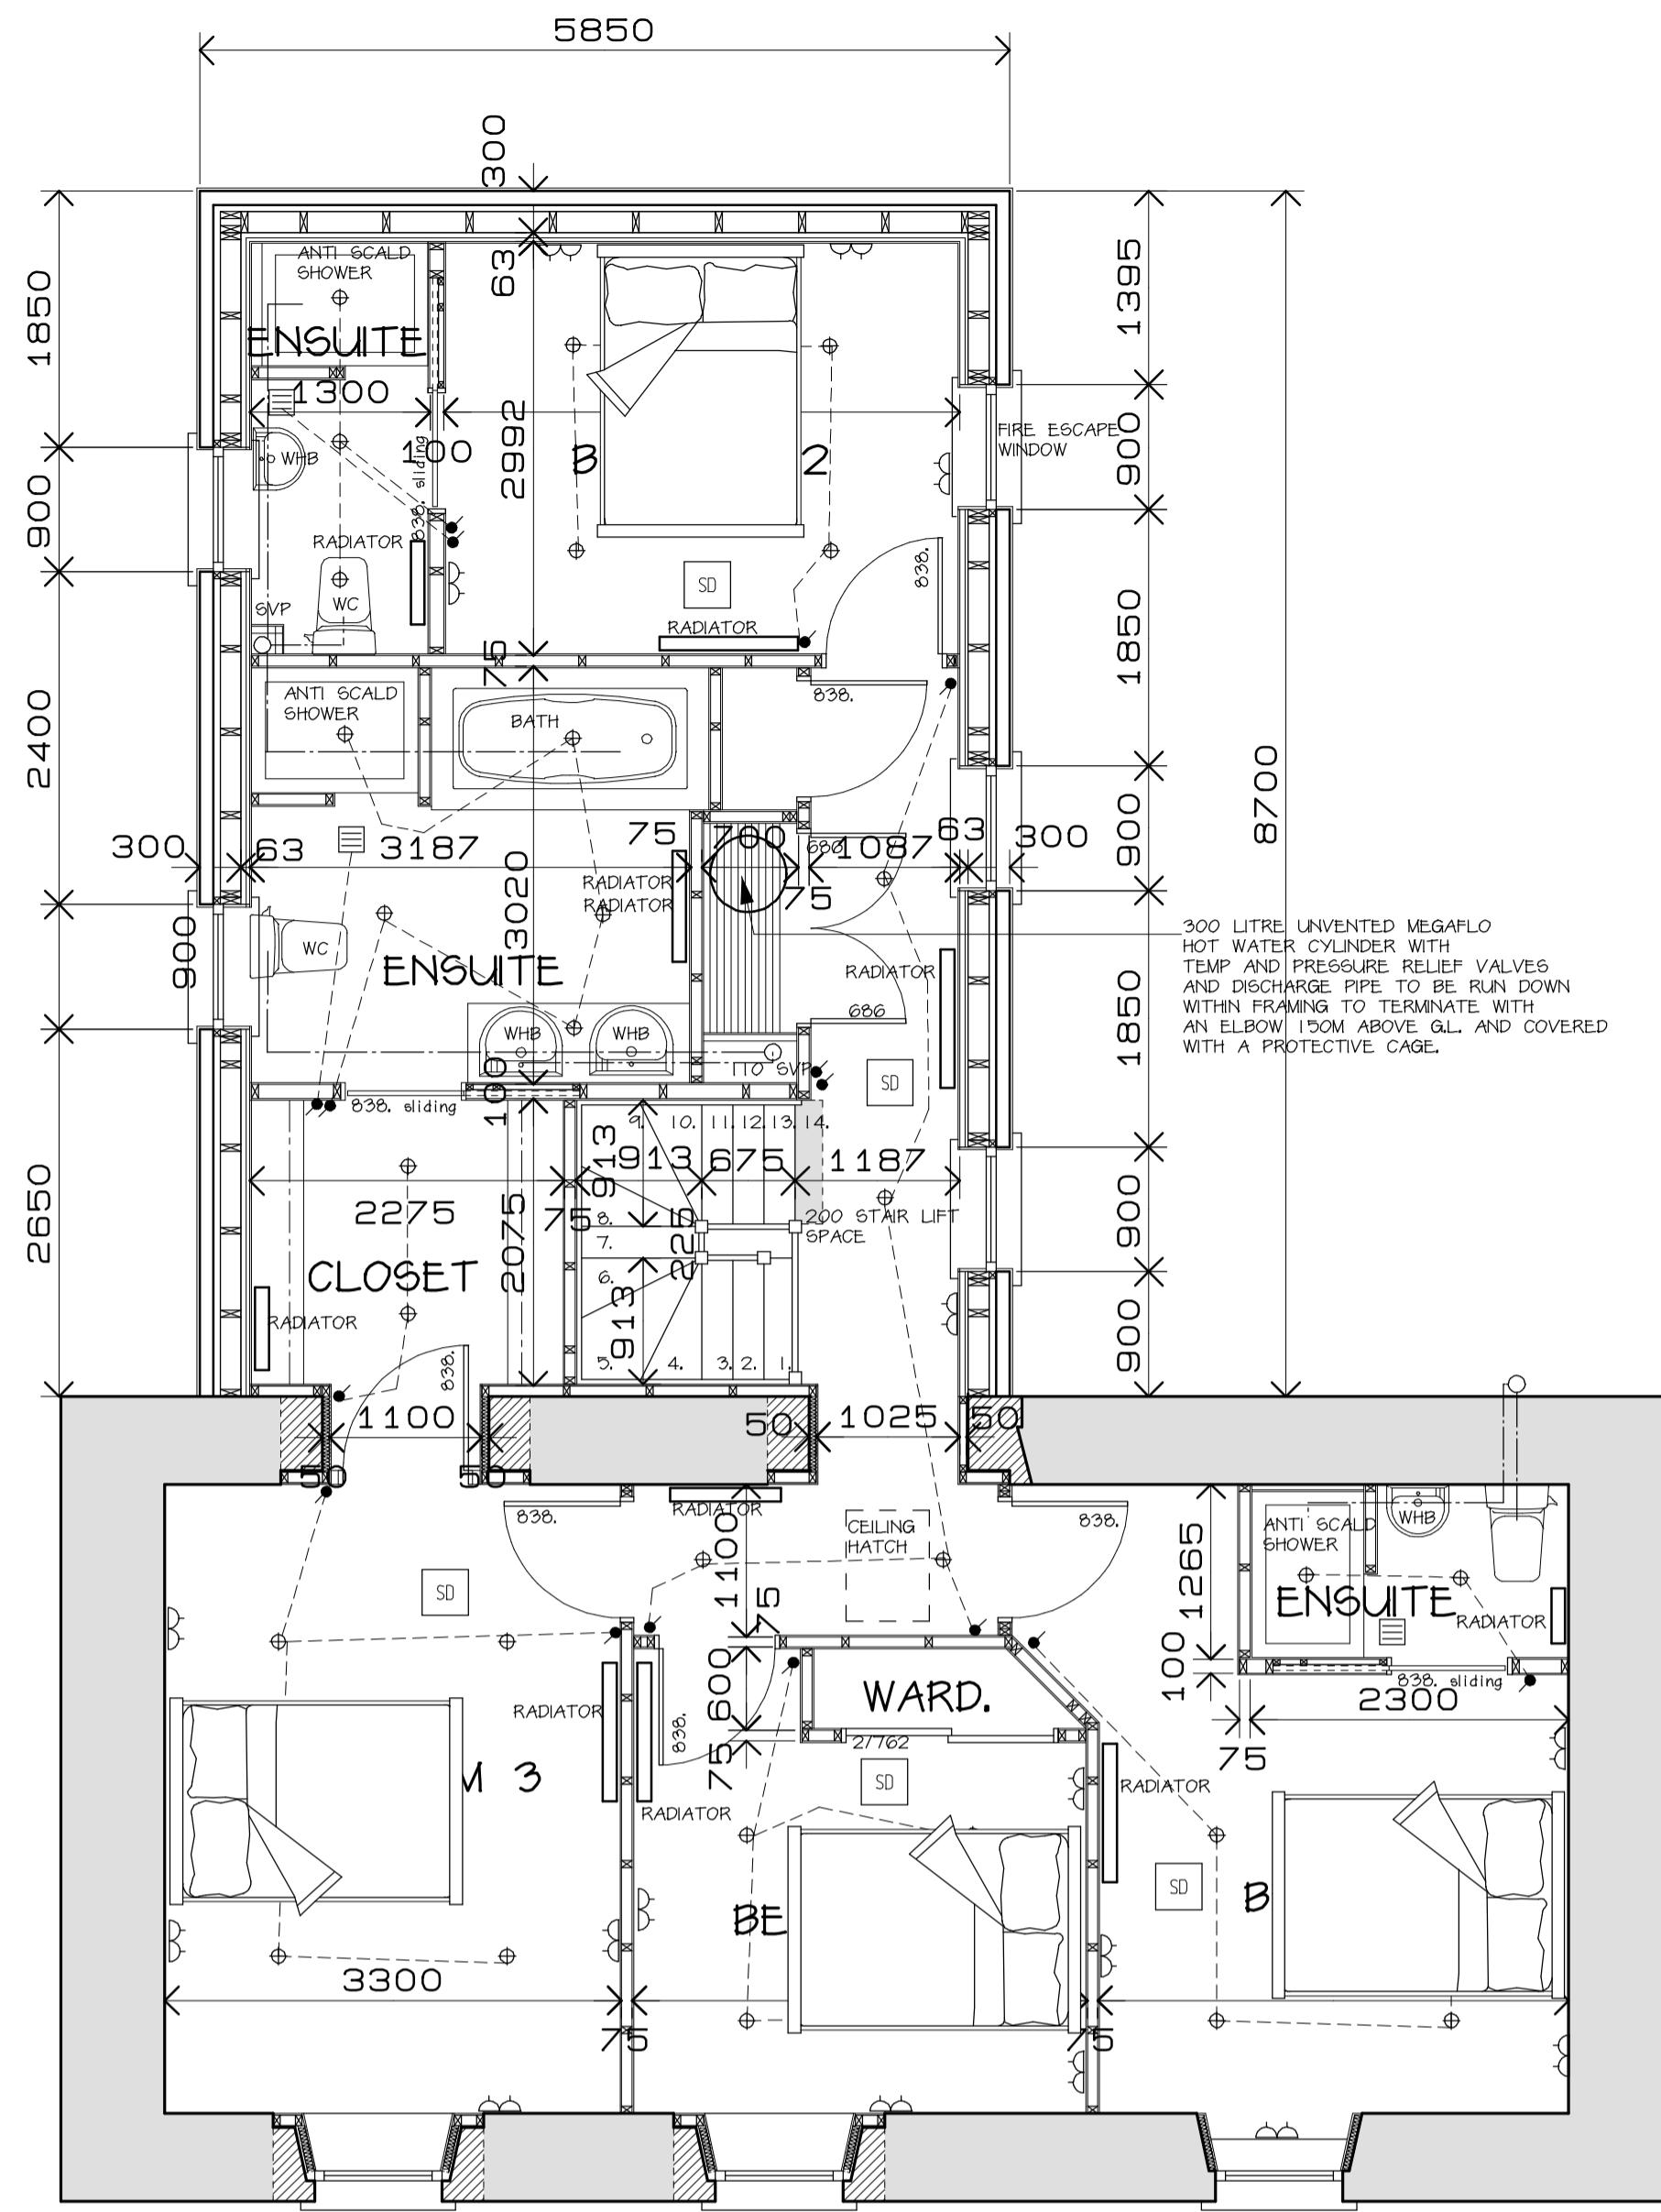 5850
300
1850
900
2400
900
2650
ANTI SCALD
SHOWER
ENSUITE
1300
100
WHB
838. sliding
RADIATOR
WC
SVP
63
2992
B
2
SD
RADIATOR
838.
FIRE ESCAPE
WINDOW
1395
900
1850
900
1850
900
900
8700
75
ANTI SCALD
SHOWER
BATH
838.
300
63
3187
75
700
686
1087
63
300
75
RADIATOR
RADIATOR
3020
WC
ENSUITE
WHB
WHB
RADIATOR
686
SD
300 LITRE UNVENTED MEGAFLO
HOT WATER CYLINDER WITH
TEMP AND PRESSURE RELIEF VALVES
AND DISCHARGE PIPE TO BE RUN DOWN
WITHIN FRAMING TO TERMINATE WITH
AN ELBOW 150M ABOVE G.L. AND COVERED
WITH A PROTECTIVE CAGE.
SVP
100
838. sliding
9. 10. 11. 12. 13. 14.
913
913
675
1187
2275
75
2075
225
8.
7.
6.
200 STAIR LIFT
SPACE
CLOSET
RADIATOR
838.
913
5. 4. 3. 2. 1.
50
1100
50
50
1025
50
838.
RADIATOR
1100
75
CEILING
HATCH
838.
SD
1265
ANTI SCALD
SHOWER
WHB
ENSUITE
RADIATOR
100
838. sliding
2300
75
RADIATOR
838.
600
75
WARD.
2/762
SD
M 3
RADIATOR
RADIATOR
SD
BE
B
3300
75
75